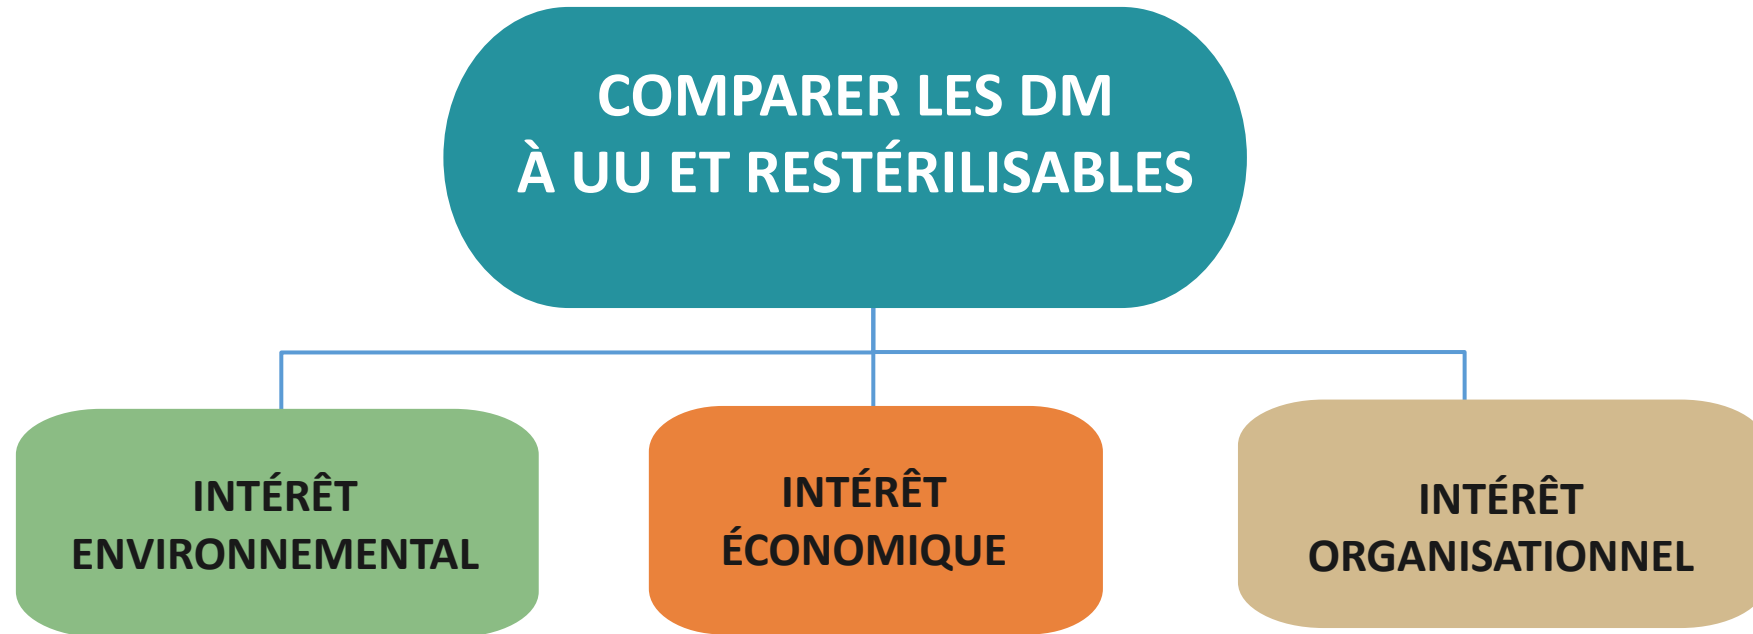 COMPARER LES DM
À UU ET RESTÉRILISABLES
INTÉRÊT
ENVIRONNEMENTAL
INTÉRÊT
ÉCONOMIQUE
INTÉRÊT
ORGANISATIONNEL